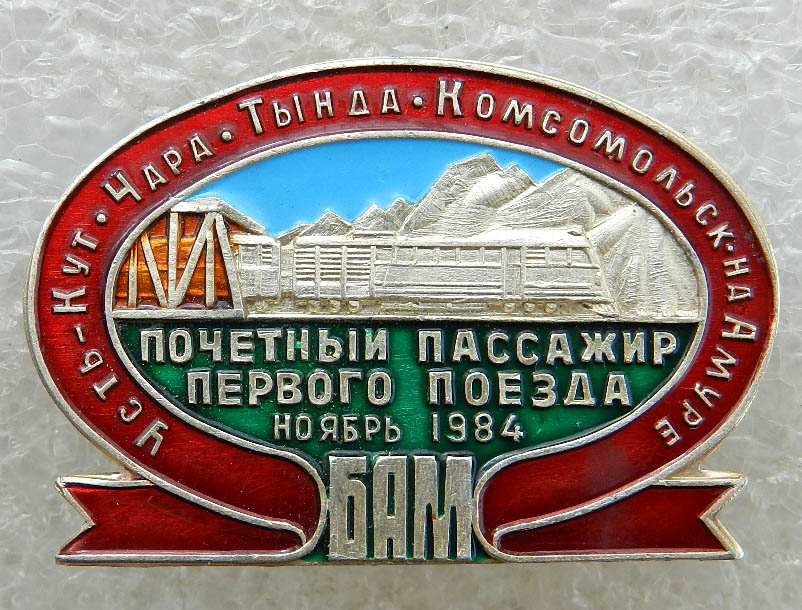 Усть-Кут·Чара·Тында·Комсомольск-на Амуре
ПОЧЕТНЫЙ ПАССАЖИР
ПЕРВОГО ПОЕЗДА
НОЯБРЬ 1984
БАМ